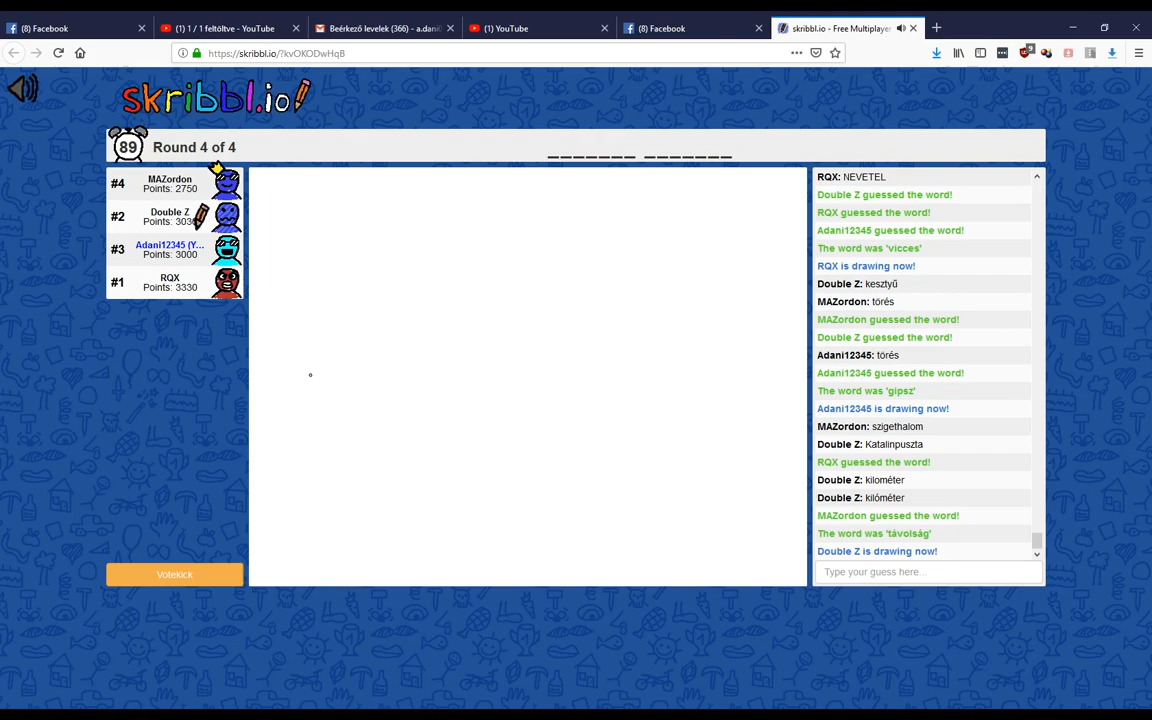 (8) Facebook
(1) 1 / 1 feltöltve - YouTube
Beérkező levelek (366) – a.dani
(1) YouTube
(8) Facebook
skribbl.io - Free Multiplayer
https://skribbl.io/?kvOKODwHqB
9
skribbl.io
89
Round 4 of 4
_______ _______
#4
MAZordon
Points: 2750
#2
Double Z
Points: 3030
#3
Adani12345 (Y...
Points: 3000
#1
RQX
Points: 3330
Votekick
RQX: NEVETEL
Double Z guessed the word!
RQX guessed the word!
Adani12345 guessed the word!
The word was 'vicces'
RQX is drawing now!
Double Z: kesztyű
MAZordon: törés
MAZordon guessed the word!
Double Z guessed the word!
Adani12345: törés
Adani12345 guessed the word!
The word was 'gipsz'
Adani12345 is drawing now!
MAZordon: szigethalom
Double Z: Katalinpuszta
RQX guessed the word!
Double Z: kilométer
Double Z: kilóméter
MAZordon guessed the word!
The word was 'távolság'
Double Z is drawing now!
Type your guess here...